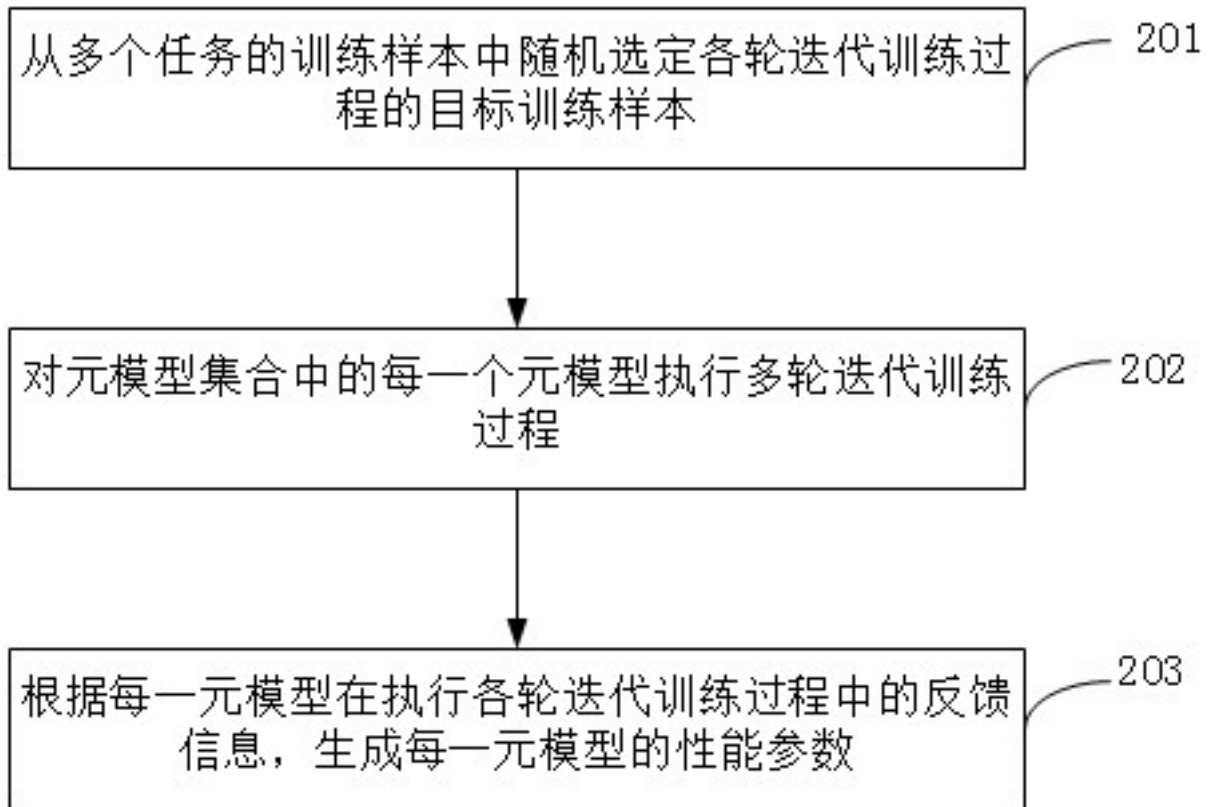 从多个任务的训练样本中随机选定各轮迭代训练过
程的目标训练样本
201
对元模型集合中的每一个元模型执行多轮迭代训练
过程
202
根据每一元模型在执行各轮迭代训练过程中的反馈
信息，生成每一元模型的性能参数
203